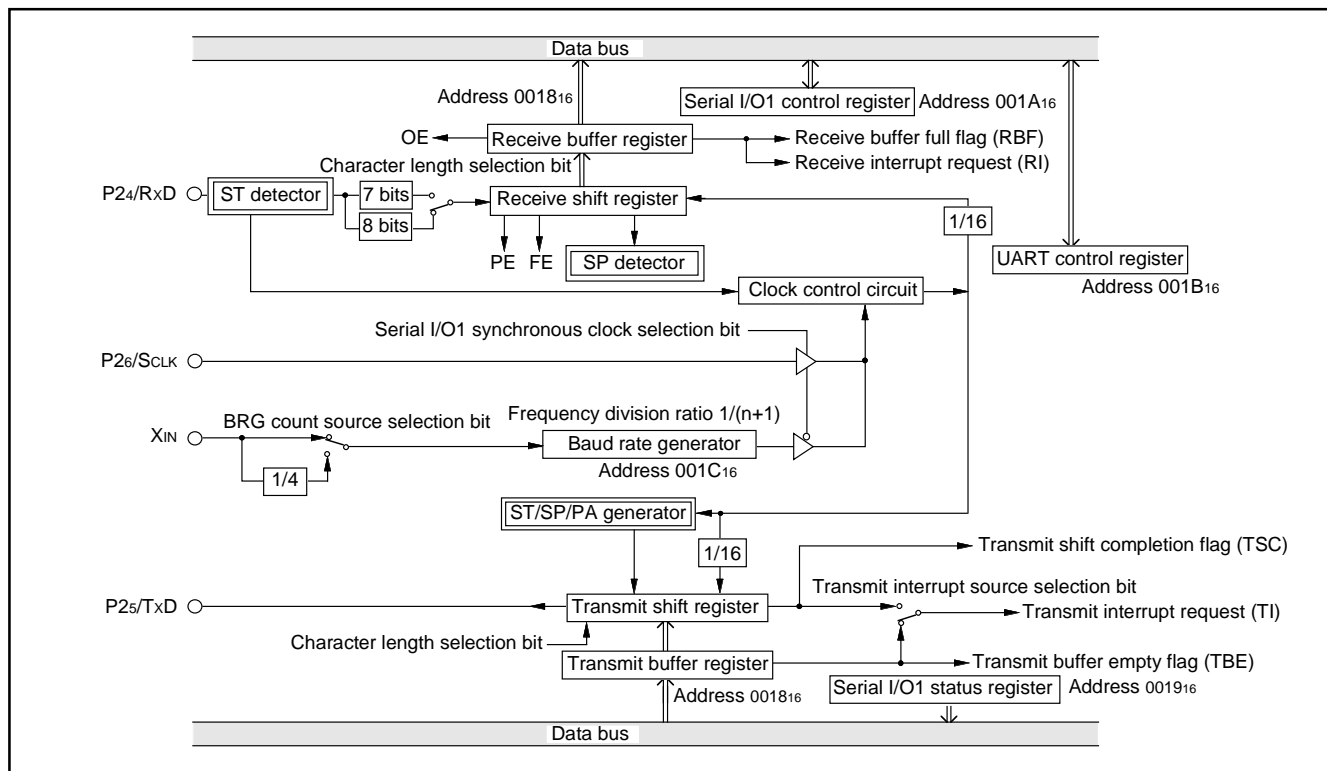 Data bus
Address 001816
Serial I/O1 control register Address 001A16
OE
Receive buffer register
Receive buffer full flag (RBF)
Character length selection bit
Receive interrupt request (RI)
P24/RXD
ST detector
7 bits
Receive shift register
8 bits
1/16
PE
FE
SP detector
UART control register
Address 001B16
Clock control circuit
Serial I/O1 synchronous clock selection bit
P26/SCLK
BRG count source selection bit
Frequency division ratio 1/(n+1)
XIN
Baud rate generator
Address 001C16
1/4
ST/SP/PA generator
1/16
Transmit shift completion flag (TSC)
Transmit interrupt source selection bit
P25/TXD
Transmit shift register
Transmit interrupt request (TI)
Character length selection bit
Transmit buffer register
Transmit buffer empty flag (TBE)
Address 001816
Serial I/O1 status register Address 001916
Data bus